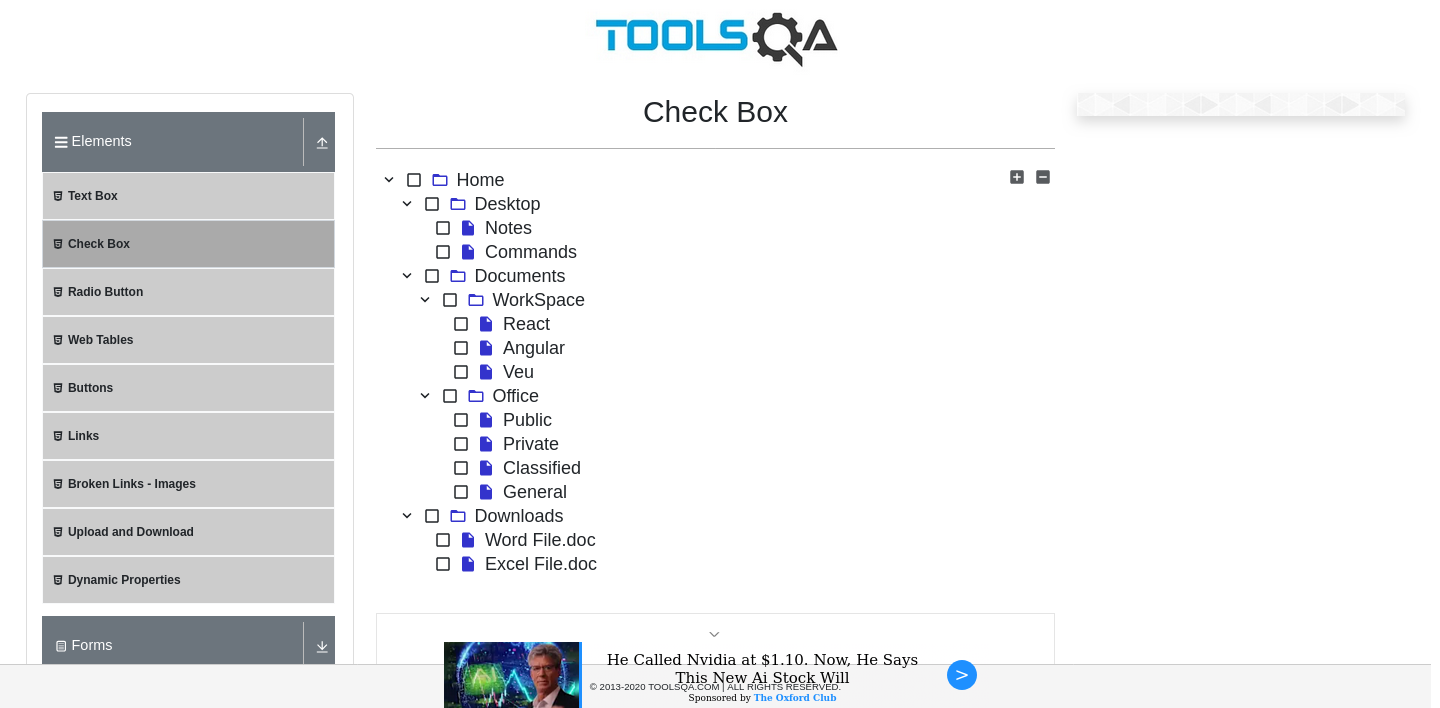 TOOLSQA
Elements
Text Box
Check Box
Radio Button
Web Tables
Buttons
Links
Broken Links - Images
Upload and Download
Dynamic Properties
Forms
Check Box
Home
Desktop
Notes
Commands
Documents
WorkSpace
React
Angular
Veu
Office
Public
Private
Classified
General
Downloads
Word File.doc
Excel File.doc
He Called Nvidia at $1.10. Now, He Says
This New Ai Stock Will
© 2013-2020 TOOLSQA.COM | ALL RIGHTS RESERVED.
Sponsored by The Oxford Club
>